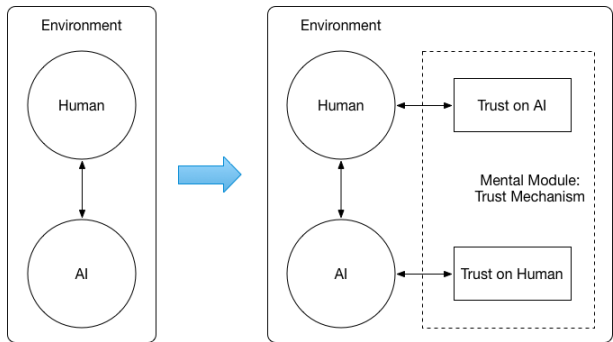 Environment
Human
AI
Environment
Human
Trust on AI
Mental Module:
Trust Mechanism
AI
Trust on Human